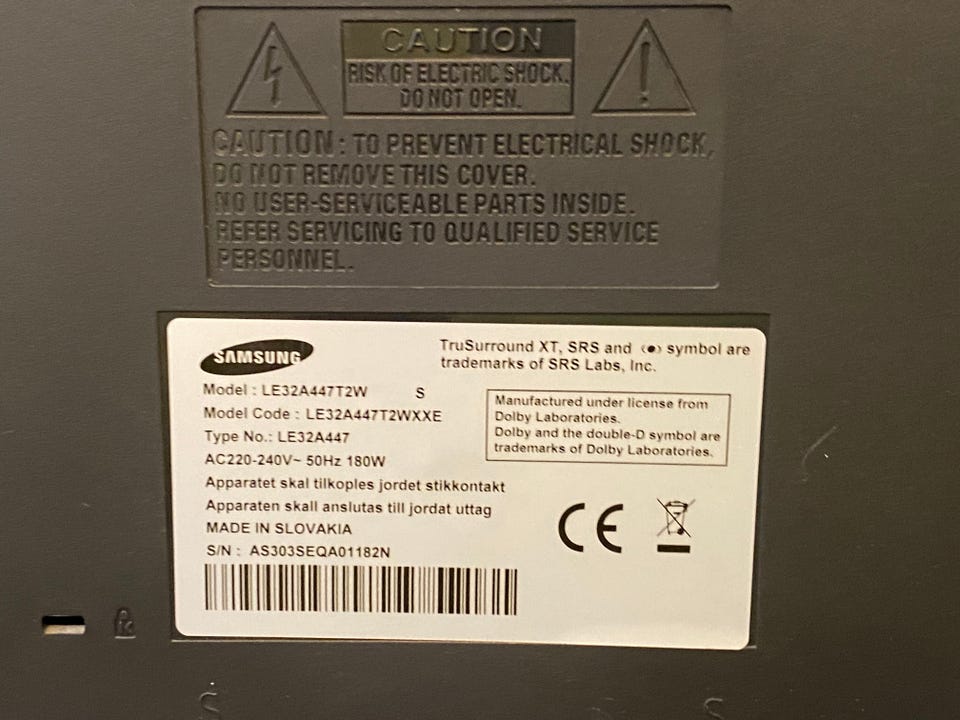 CAUTION
RISK OF ELECTRIC SHOCK.
DO NOT OPEN.
CAUTION: TO PREVENT ELECTRICAL SHOCK,
DO NOT REMOVE THIS COVER.
NO USER-SERVICEABLE PARTS INSIDE.
REFER SERVICING TO QUALIFIED SERVICE
PERSONNEL.
SAMSUNG
Model : LE32A447T2W S
Model Code : LE32A447T2WXXE
Type No.: LE32A447
AC220-240V~ 50Hz 180W
Apparatet skal tilkoples jordet stikkontakt
Apparaten skall anslutas till jordat uttag
MADE IN SLOVAKIA
S/N : AS303SEQA01182N
TruSurround XT, SRS and (●) symbol are
trademarks of SRS Labs, Inc.
Manufactured under license from
Dolby Laboratories.
Dolby and the double-D symbol are
trademarks of Dolby Laboratories.
CE